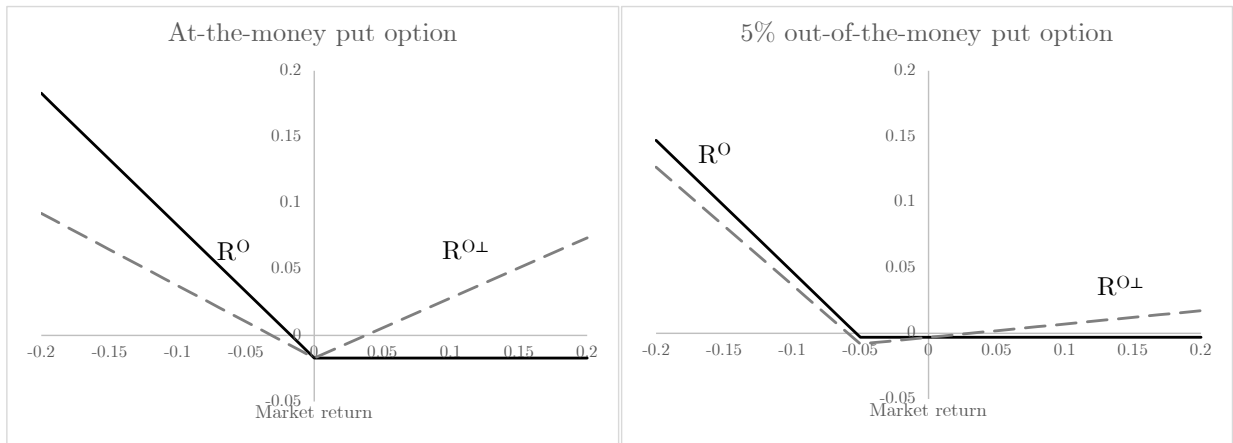 At-the-money put option
0.2
0.15
0.1
0.05
0
-0.05
-0.2 -0.15 -0.1 -0.05 0.05 0.1 0.15 0.2
R^O
R^O⊥
Market return
5% out-of-the-money put option
0.2
0.15
0.1
0.05
0
-0.05
-0.2 -0.15 -0.1 -0.05 0 0.05 0.1 0.15 0.2
R^O
R^O⊥
Market return